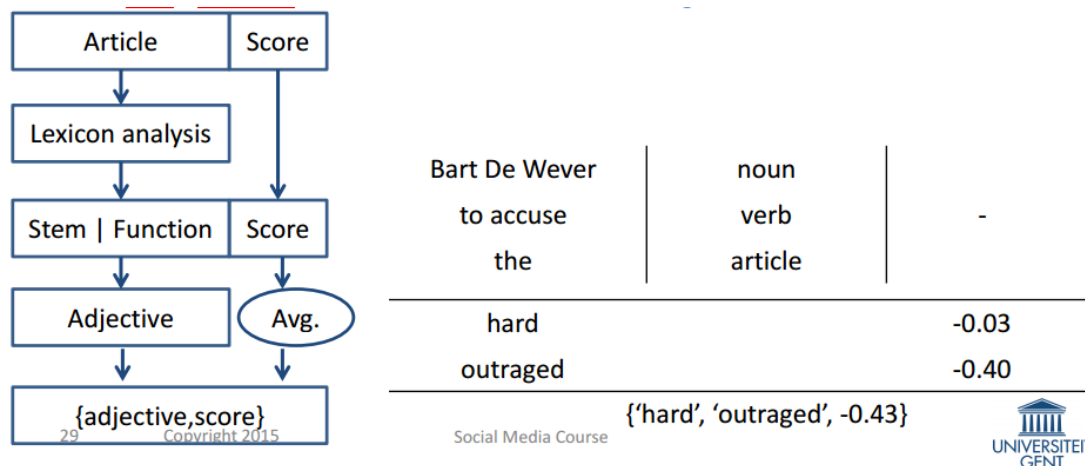 Article Score
Lexicon analysis
Stem | Function Score
Adjective Avg.
{adjective,score}
Bart De Wever noun
to accuse verb -
the article
hard -0.03
outraged -0.40
{‘hard’, ‘outraged’, -0.43}
29 Copyright 2015 Social Media Course
UNIVERSITEIT
GENT